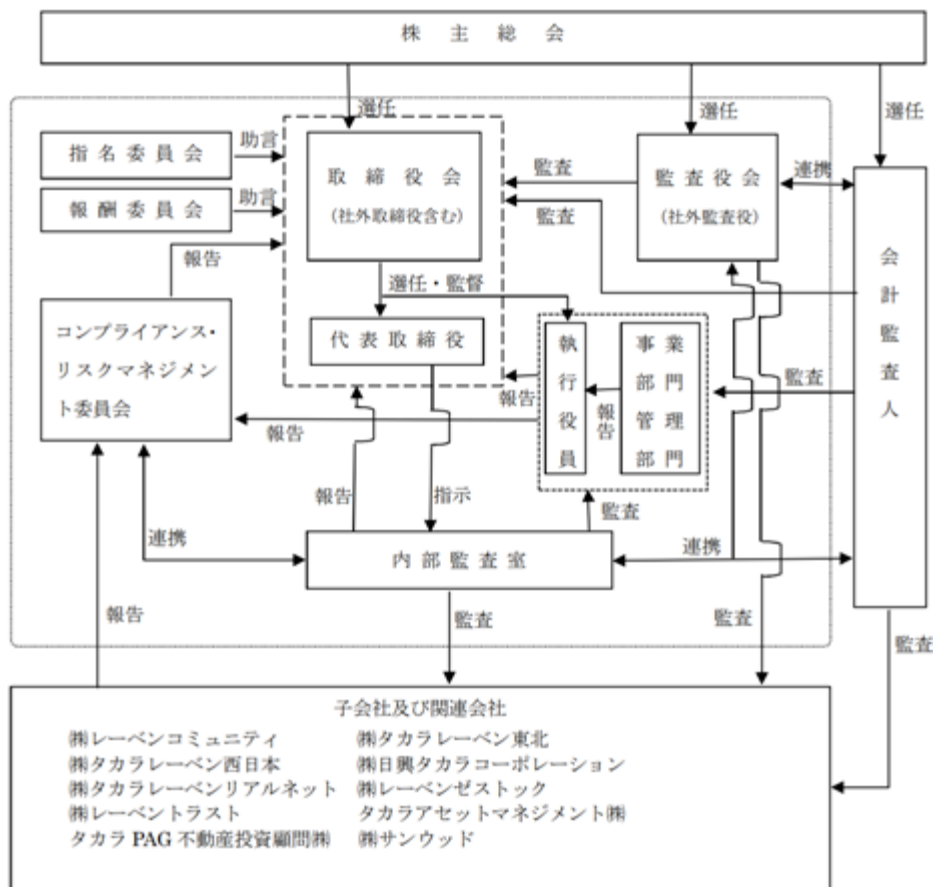 株主総会
選任
選任
選任
指名委員会
助言
報酬委員会
助言
取締役会
(社外取締役含む)
監査
監査
監査役会
(社外監査役)
連携
会計監査人
報告
選任・監督
コンプライアンス・
リスクマネジメン
ト委員会
代表取締役
執行役員
報告
事業部門管理部門
監査
報告
報告
報告
指示
監査
連携
内部監査室
連携
報告
監査
監査
監査
子会社及び関連会社
㈱レーベンコミュニティ ㈱タカラレーベン東北
㈱タカラレーベン西日本 ㈱日興タカラコーポレーション
㈱タカラレーベンリアルネット ㈱レーベンゼストック
㈱レーベントラスト タカラアセットマネジメント㈱
タカラ PAG 不動産投資顧問㈱ ㈱サンウッド